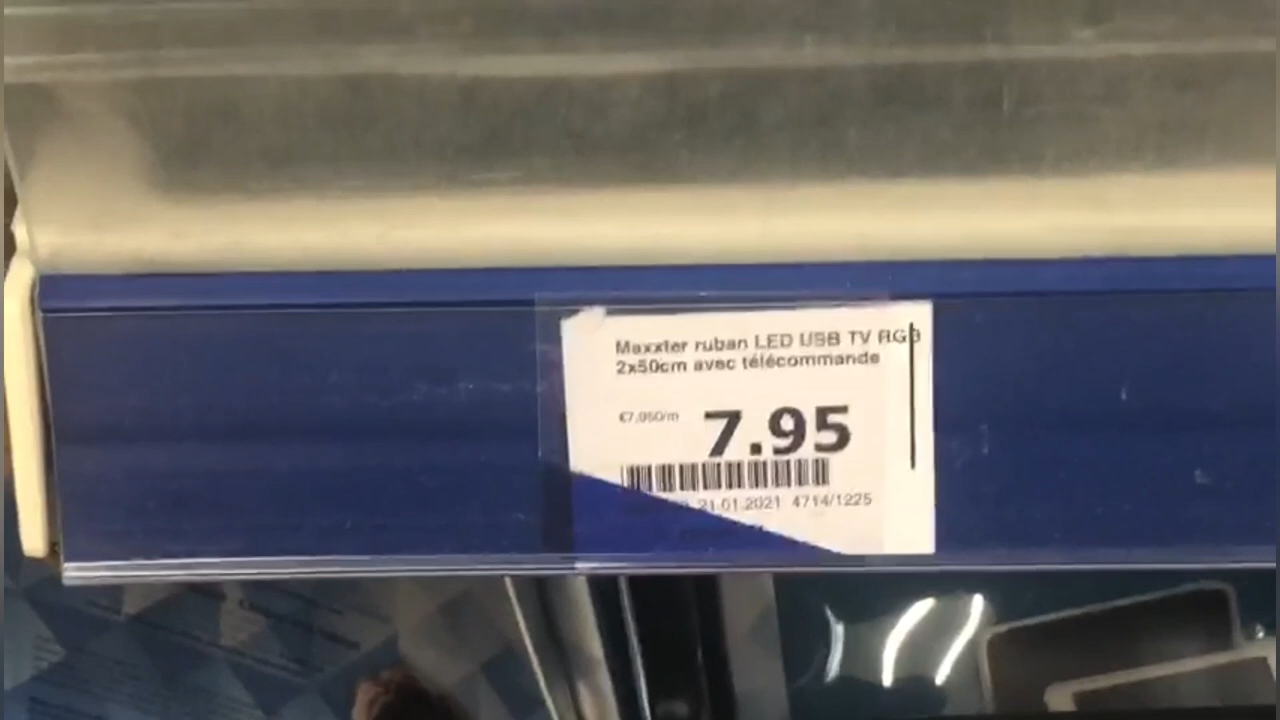 Maxxter ruban LED USB TV RGB
2x50cm avec télécommande
€7.950/m
7.95
21.01.2021 4714/1225